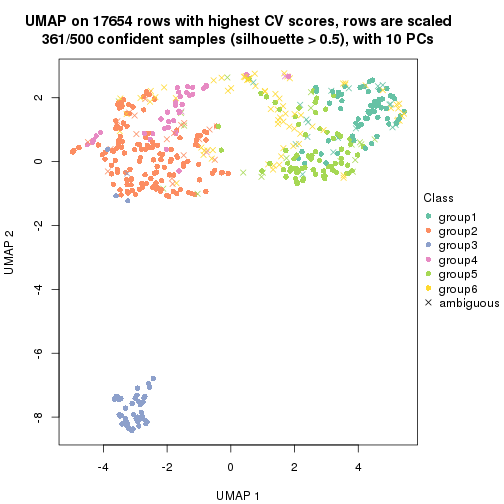 UMAP on 17654 rows with highest CV scores, rows are scaled
361/500 confident samples (silhouette > 0.5), with 10 PCs
UMAP 2
2
0
-2
-4
-6
-8
-4
-2
0
2
4
UMAP 1
Class
group1
group2
group3
group4
group5
group6
ambiguous